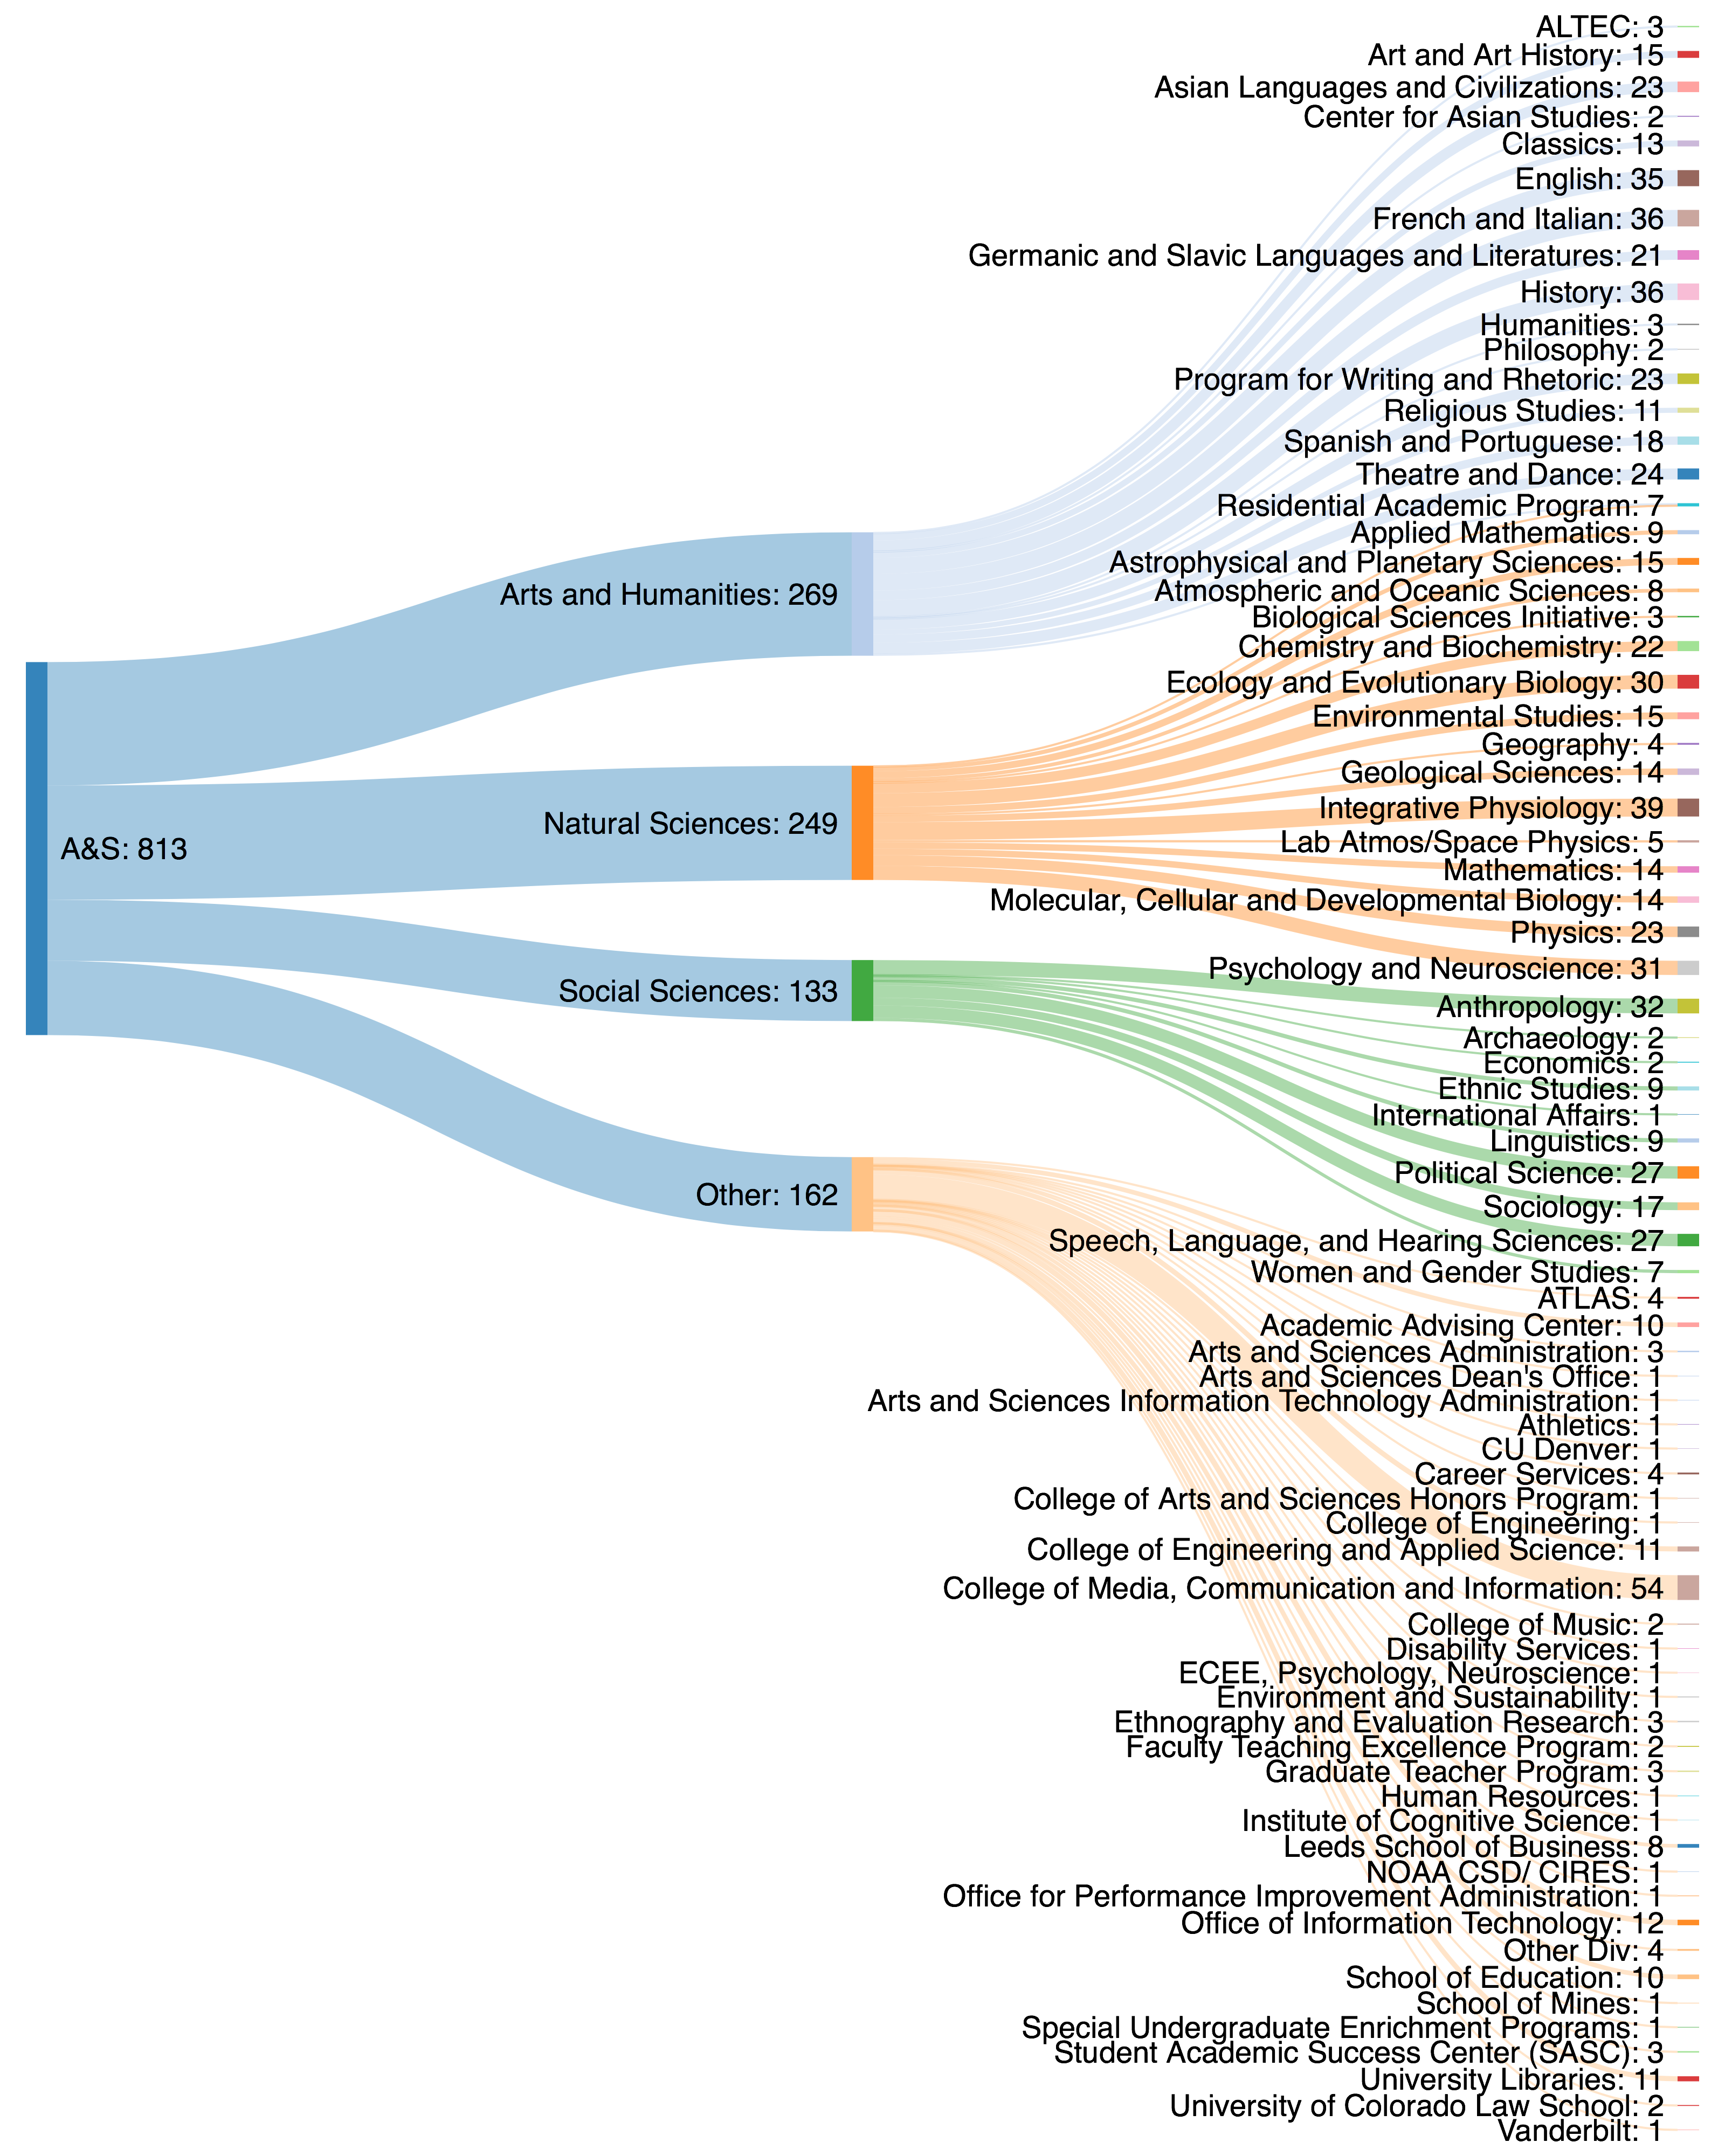 A&S: 813
Arts and Humanities: 269
Natural Sciences: 249
Social Sciences: 133
Other: 162
ALTEC: 3
Art and Art History: 15
Asian Languages and Civilizations: 23
Center for Asian Studies: 2
Classics: 13
English: 35
French and Italian: 36
Germanic and Slavic Languages and Literatures: 21
History: 36
Humanities: 3
Philosophy: 2
Program for Writing and Rhetoric: 23
Religious Studies: 11
Spanish and Portuguese: 18
Theatre and Dance: 24
Residential Academic Program: 7
Applied Mathematics: 9
Astrophysical and Planetary Sciences: 15
Atmospheric and Oceanic Sciences: 8
Biological Sciences Initiative: 3
Chemistry and Biochemistry: 22
Ecology and Evolutionary Biology: 30
Environmental Studies: 15
Geography: 4
Geological Sciences: 14
Integrative Physiology: 39
Lab Atmos/Space Physics: 5
Mathematics: 14
Molecular, Cellular and Developmental Biology: 14
Physics: 23
Psychology and Neuroscience: 31
Anthropology: 32
Archaeology: 2
Economics: 2
Ethnic Studies: 9
International Affairs: 1
Linguistics: 9
Political Science: 27
Sociology: 17
Speech, Language, and Hearing Sciences: 27
Women and Gender Studies: 7
ATLAS: 4
Academic Advising Center: 10
Arts and Sciences Administration: 3
Arts and Sciences Dean's Office: 1
Arts and Sciences Information Technology Administration: 1
Athletics: 1
CU Denver: 1
Career Services: 4
College of Arts and Sciences Honors Program: 1
College of Engineering: 1
College of Engineering and Applied Science: 11
College of Media, Communication and Information: 54
College of Music: 2
Disability Services: 1
ECEE, Psychology, Neuroscience: 1
Environment and Sustainability: 1
Ethnography and Evaluation Research: 3
Faculty Teaching Excellence Program: 2
Graduate Teacher Program: 3
Human Resources: 1
Institute of Cognitive Science: 1
Leeds School of Business: 8
NOAA CSD/ CIRES: 1
Office for Performance Improvement Administration: 1
Office of Information Technology: 12
Other Div: 4
School of Education: 10
School of Mines: 1
Special Undergraduate Enrichment Programs: 1
Student Academic Success Center (SASC): 3
University Libraries: 11
University of Colorado Law School: 2
Vanderbilt: 1